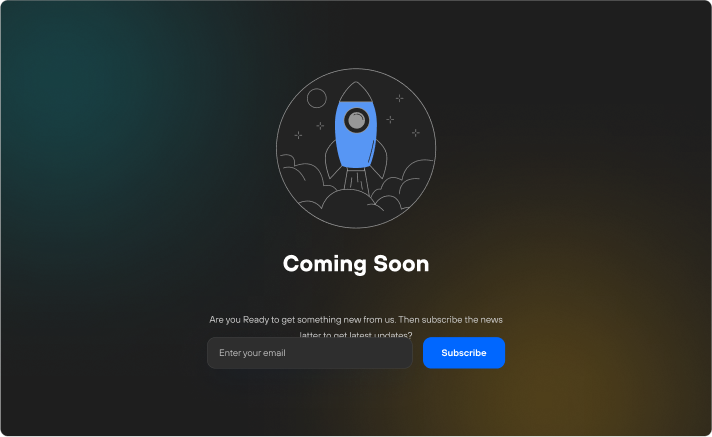 Coming Soon
Are you Ready to get something new from us. Then subscribe the news
latter to get latest updates?
Enter your email
Subscribe